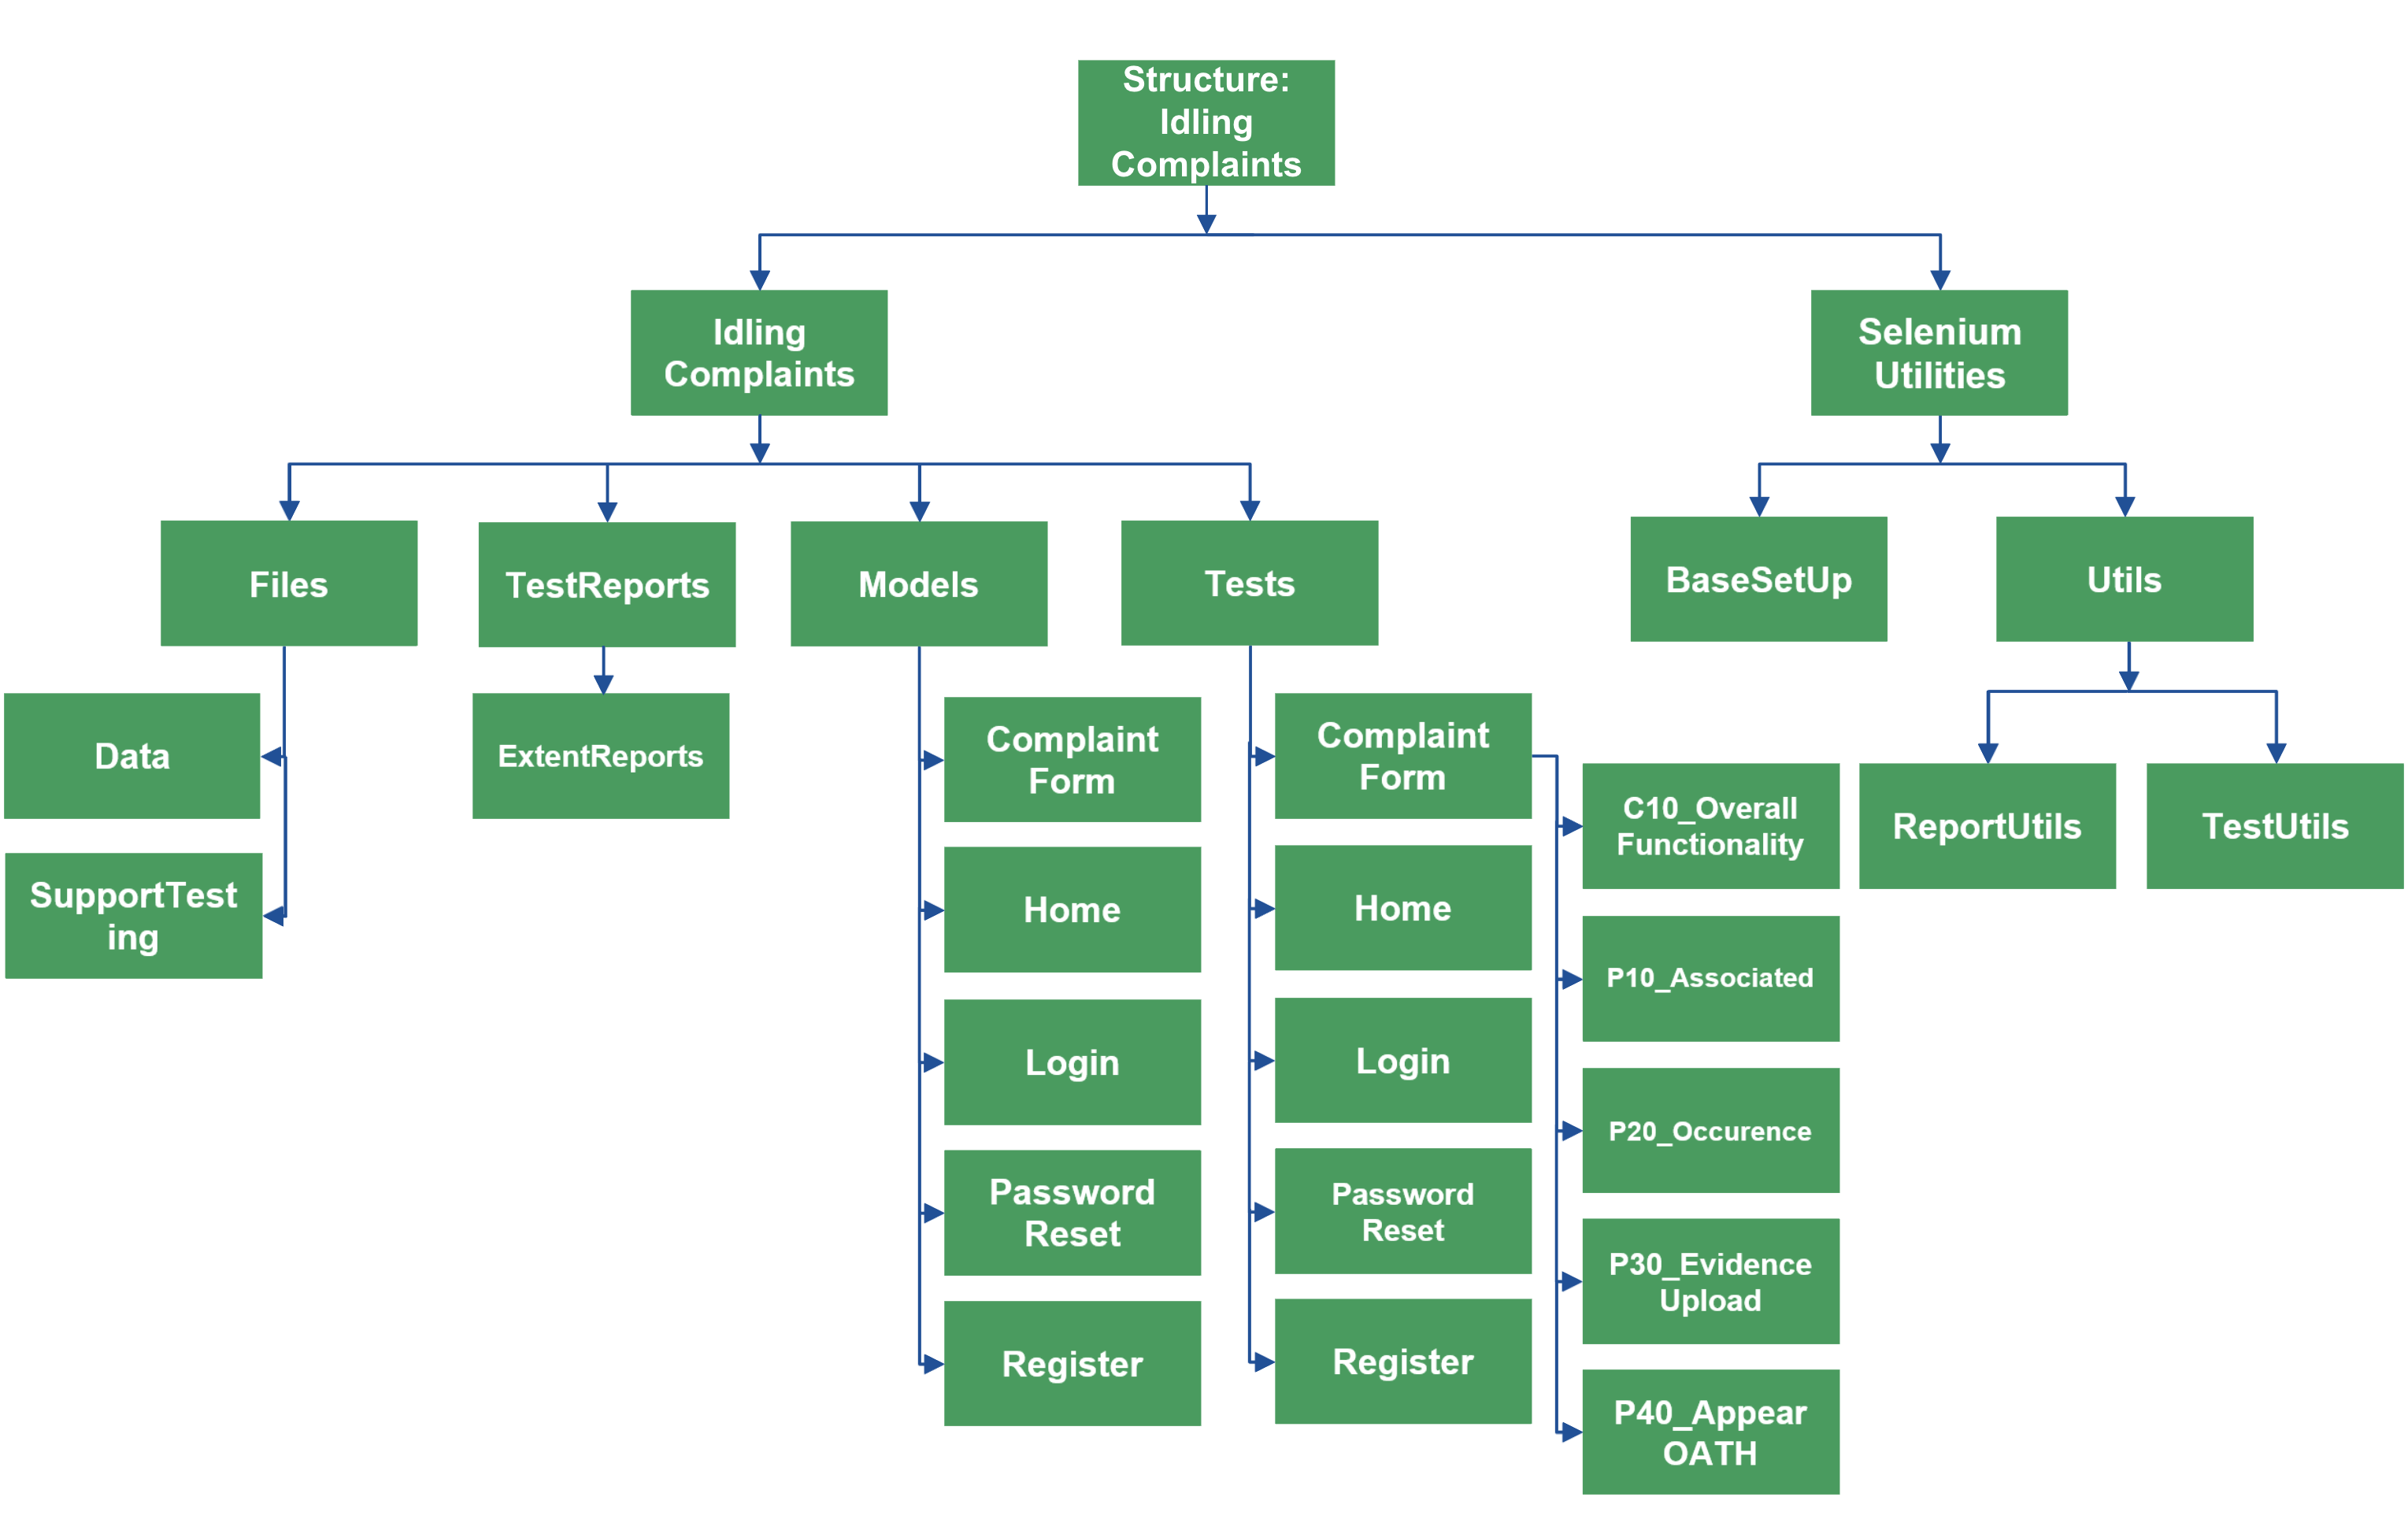 Structure:
Idling
Complaints
Idling
Complaints
Selenium
Utilities
Files
TestReports
Models
Tests
BaseSetUp
Utils
Data
SupportTest
ing
ExtentReports
Complaint
Form
Home
Login
Password
Reset
Register
Complaint
Form
Home
Login
Password
Reset
Register
C10_Overall
Functionality
P10_Associated
P20_Occurence
P30_Evidence
Upload
P40_Appear
OATH
ReportUtils
TestUtils